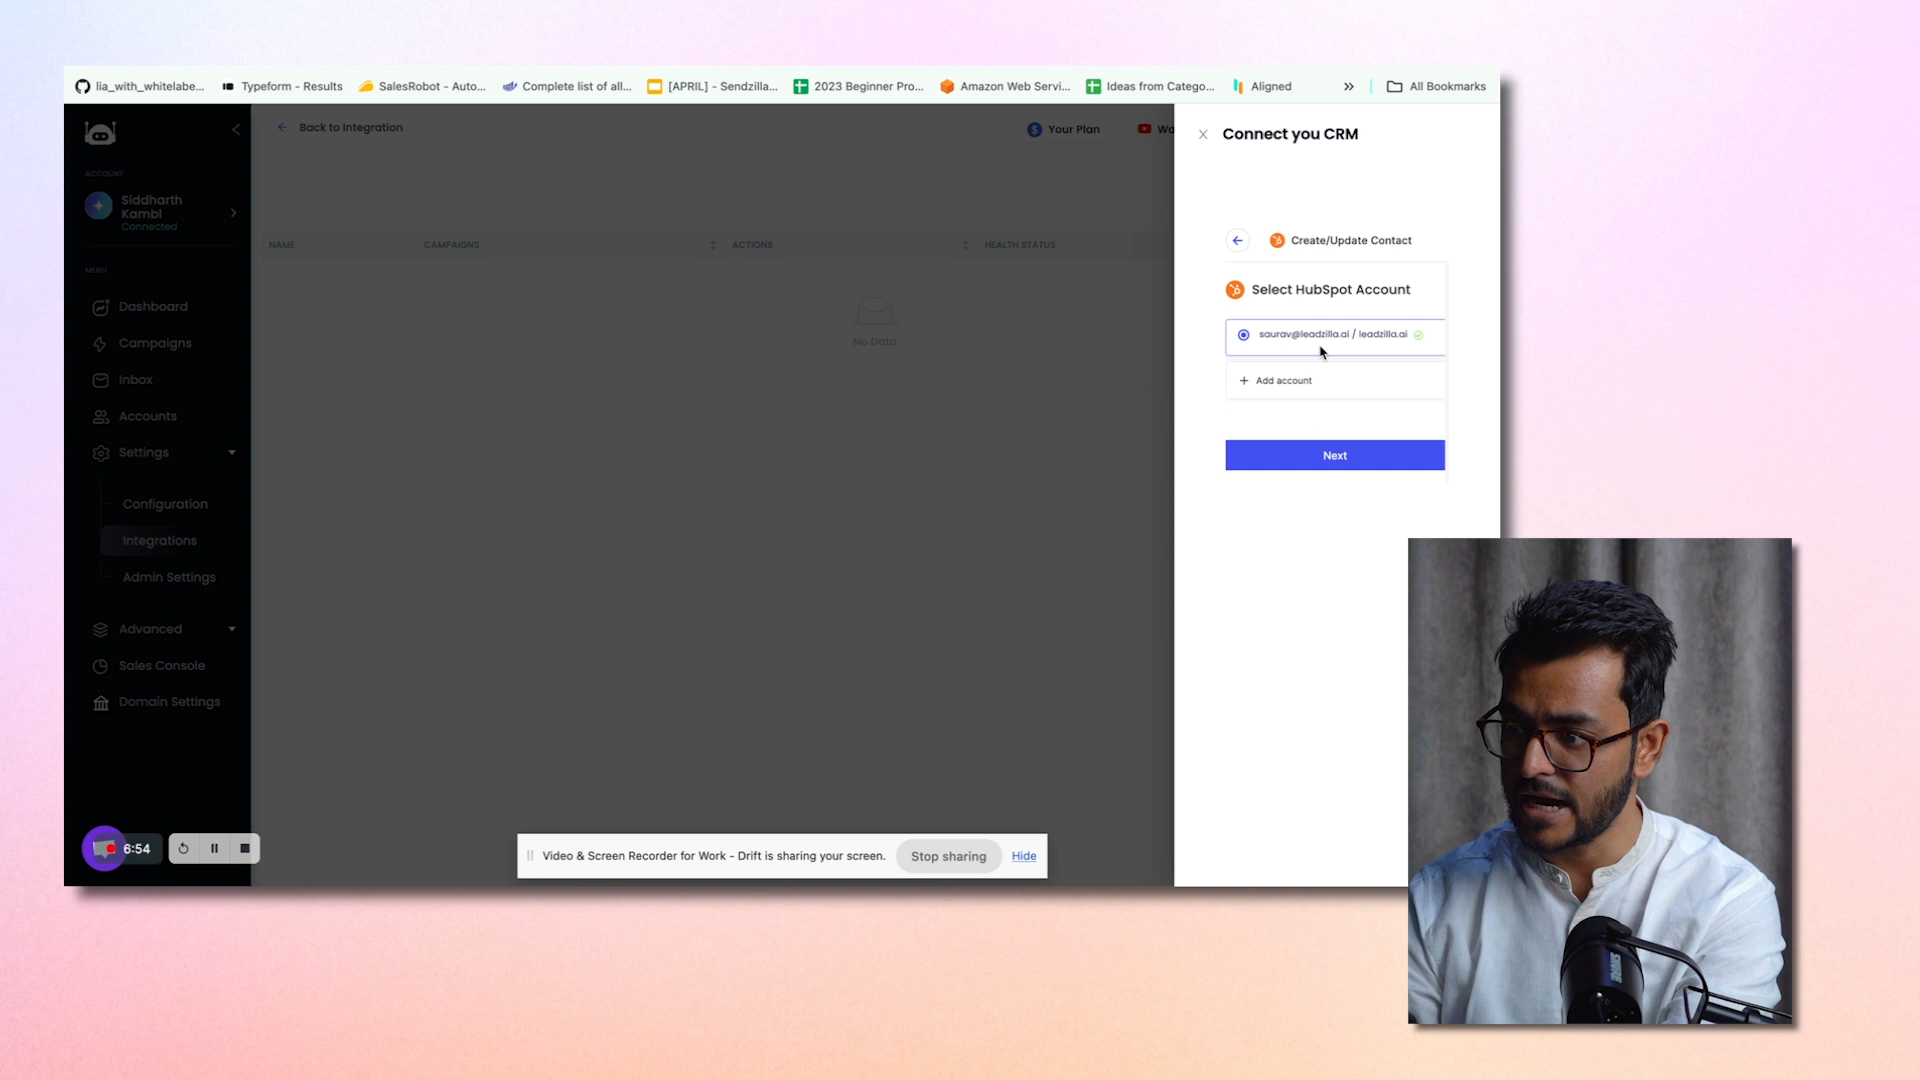 lia_with_whitelabe...
Typeform - Results
SalesRobot - Auto...
Complete list of all...
[APRIL] - Sendzilla...
2023 Beginner Pro...
Amazon Web Servi...
Ideas from Catego...
Aligned
All Bookmarks
Back to Integration
Your Plan
Connect you CRM
ACCOUNT
Siddharth
Kambl
Connected
MENU
Dashboard
Campaigns
Inbox
Accounts
Settings
Configuration
Integrations
Admin Settings
Advanced
Sales Console
Domain Settings
NAME
CAMPAIGNS
ACTIONS
HEALTH STATUS
No Data
Create/Update Contact
Select HubSpot Account
saurav@leadzilla.ai / leadzilla.ai
+ Add account
Next
6:54
Video & Screen Recorder for Work - Drift is sharing your screen.
Stop sharing
Hide
SHURE